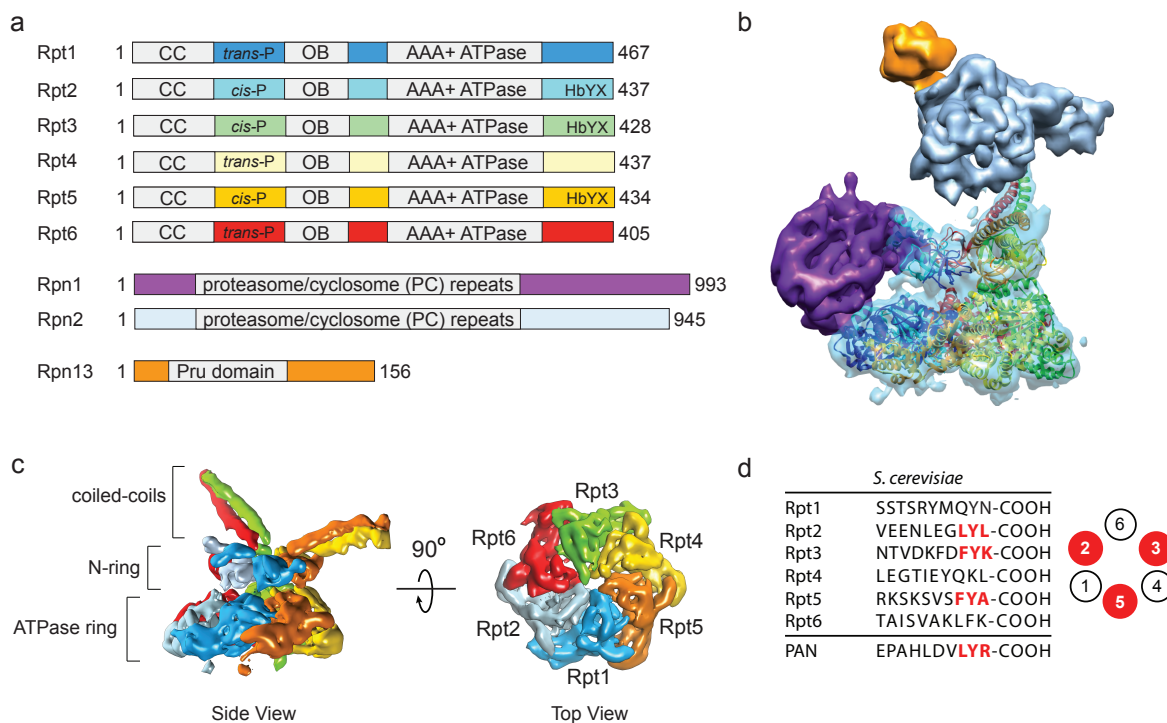 a
Rpt1 1 CC trans-P OB AAA+ ATPase 467
Rpt2 1 CC cis-P OB AAA+ ATPase HbYX 437
Rpt3 1 CC cis-P OB AAA+ ATPase HbYX 428
Rpt4 1 CC trans-P OB AAA+ ATPase 437
Rpt5 1 CC cis-P OB AAA+ ATPase HbYX 434
Rpt6 1 CC trans-P OB AAA+ ATPase 405
Rpn1 1 proteasome/cyclosome (PC) repeats 993
Rpn2 1 proteasome/cyclosome (PC) repeats 945
Rpn13 1 Pru domain 156
b
c
coiled-coils
N-ring
ATPase ring
Side View
90°
Rpt3
Rpt6
Rpt4
Rpt2
Rpt5
Rpt1
Top View
d
S. cerevisiae
Rpt1 SSTSRYMQYN-COOH
Rpt2 VEENLEGLYL-COOH
Rpt3 NTVDKFDFYK-COOH
Rpt4 LEGTIEYQKL-COOH
Rpt5 RKSKSVSFYA-COOH
Rpt6 TAISVAKLFK-COOH
PAN EPAHLDVLYR-COOH
6
2 3
1 4
5